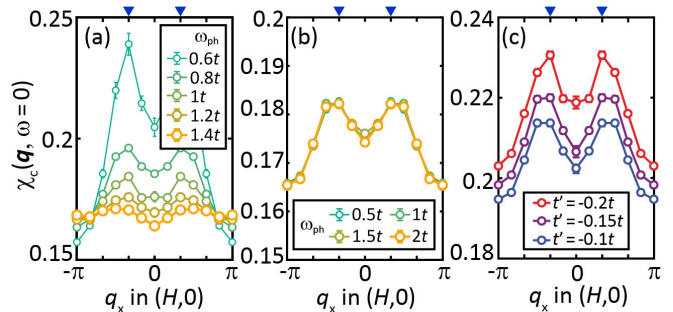 χc(q, ω=0)
0.25
0.2
0.15
(a)
ωph
0.6t
0.8t
1t
1.2t
1.4t
-π
0
π
qx in (H,0)
0.2
0.19
0.18
0.17
0.16
0.15
(b)
ωph
0.5t
1t
1.5t
2t
-π
0
π
qx in (H,0)
0.24
0.22
0.2
0.18
(c)
t' = -0.2t
t' = -0.15t
t' = -0.1t
-π
0
π
qx in (H,0)